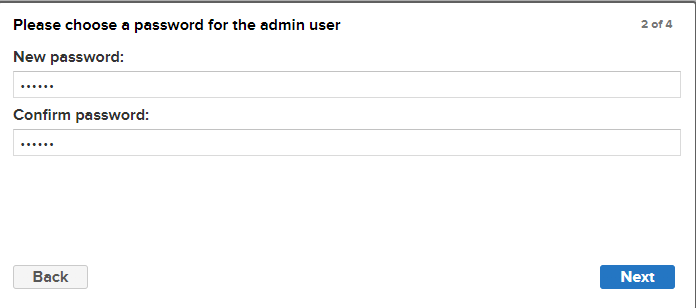 Please choose a password for the admin user 2 of 4
New password:
••••••
Confirm password:
••••••
Back Next